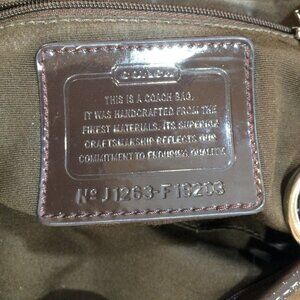 COACH
THIS IS A COACH BAG.
IT WAS HANDCRAFTED FROM THE
FINEST MATERIALS. ITS SUPERIOR
CRAFTSMANSHIP REFLECTS OUR
COMMITMENT TO ENDURING QUALITY.
Nº J1263-F19203